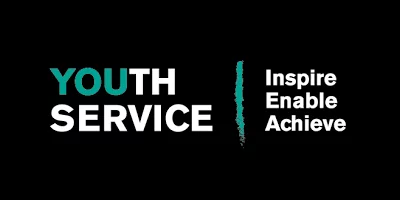 YOUTH
SERVICE
Inspire
Enable
Achieve